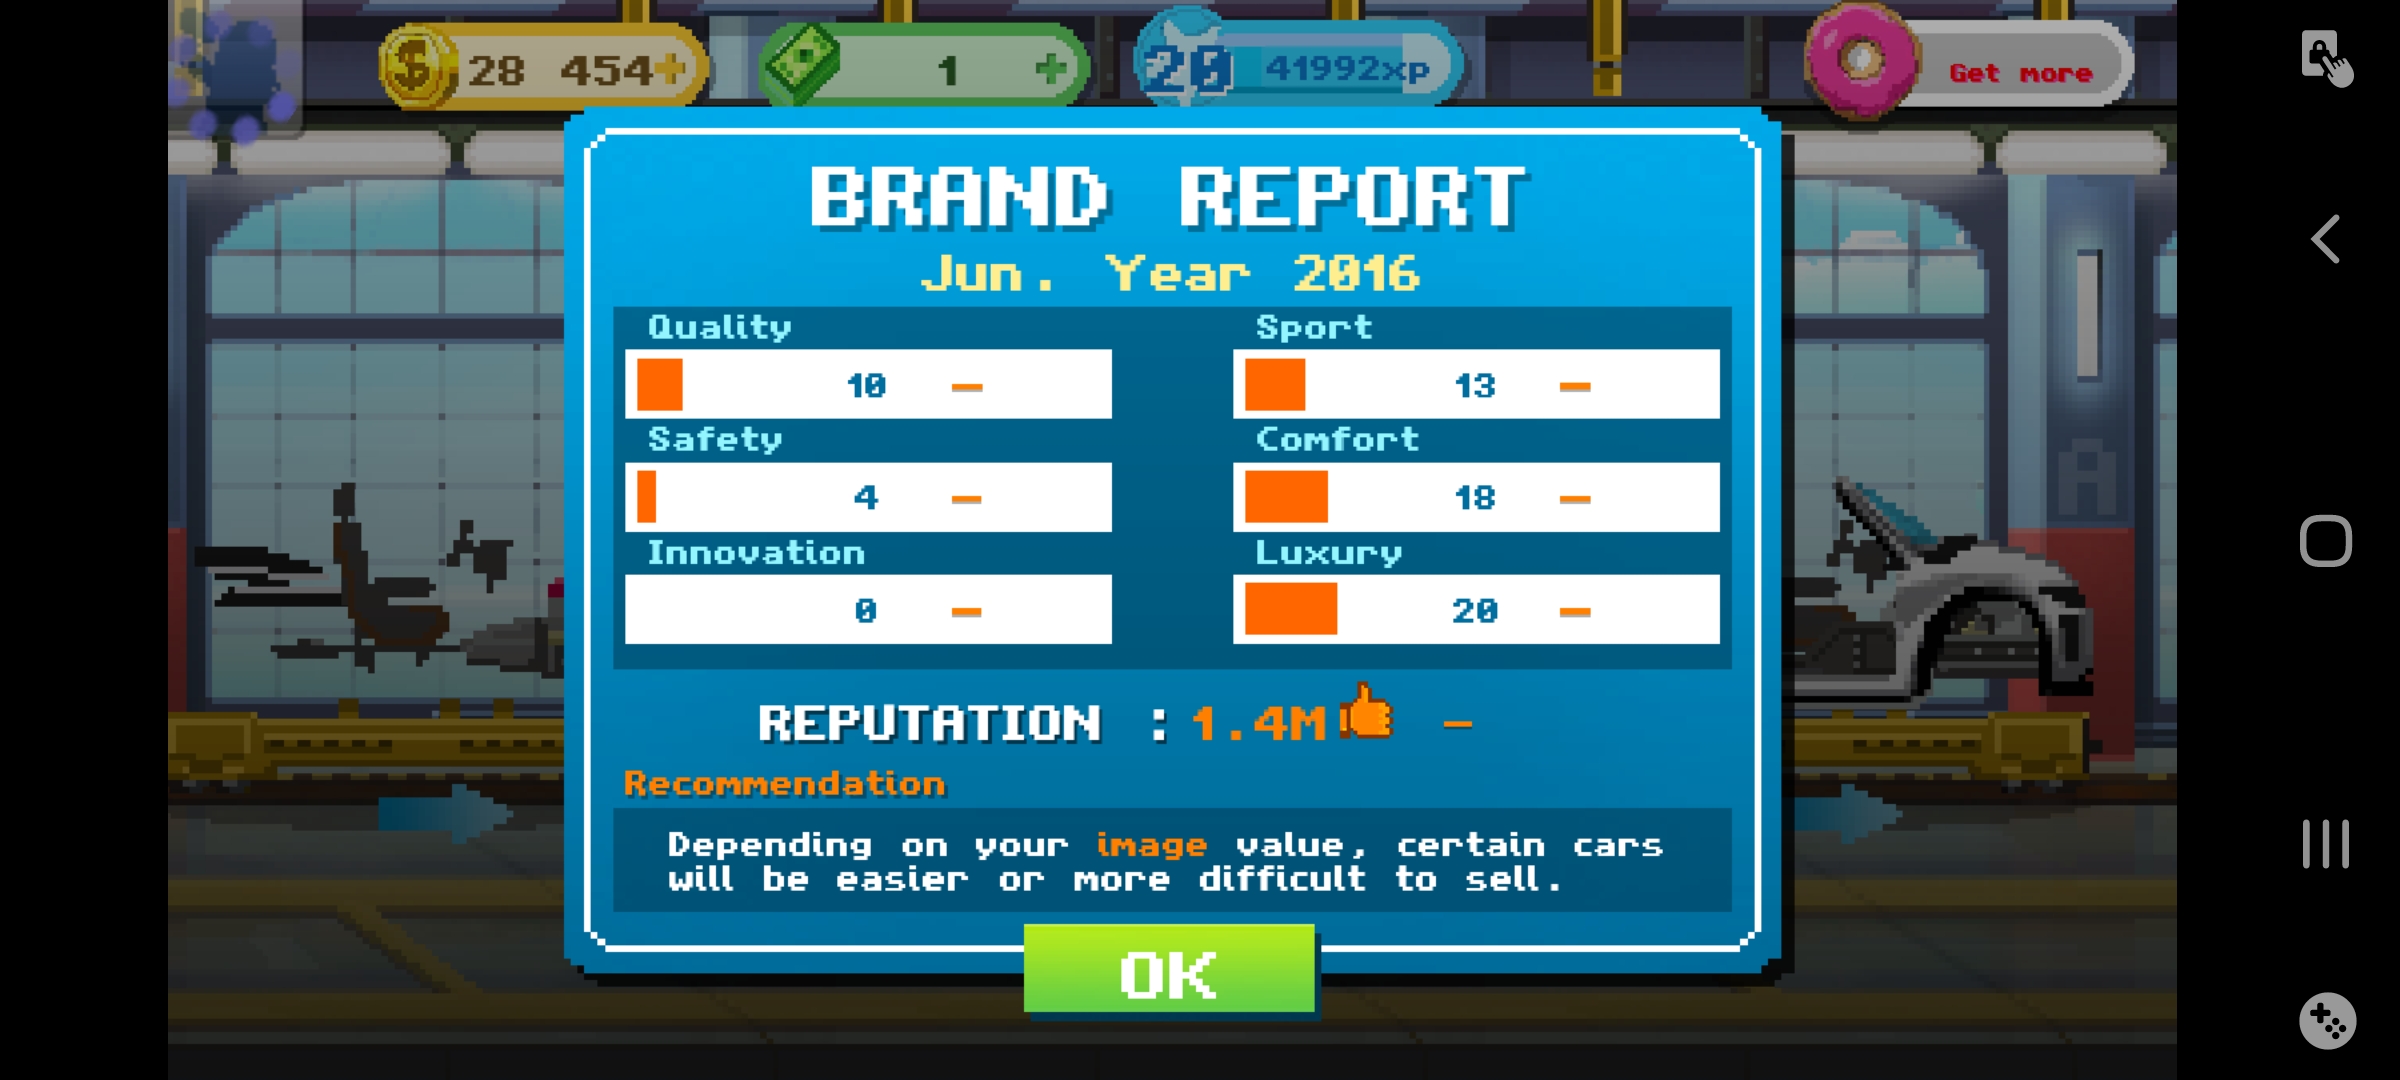 28 454+
1 +
20 41992xp
Get more
BRAND REPORT
Jun. Year 2016
Quality
10 –
Sport
13 –
Safety
4 –
Comfort
18 –
Innovation
0 –
Luxury
20 –
REPUTATION : 1.4M –
Recommendation
Depending on your image value, certain cars
will be easier or more difficult to sell.
OK
A